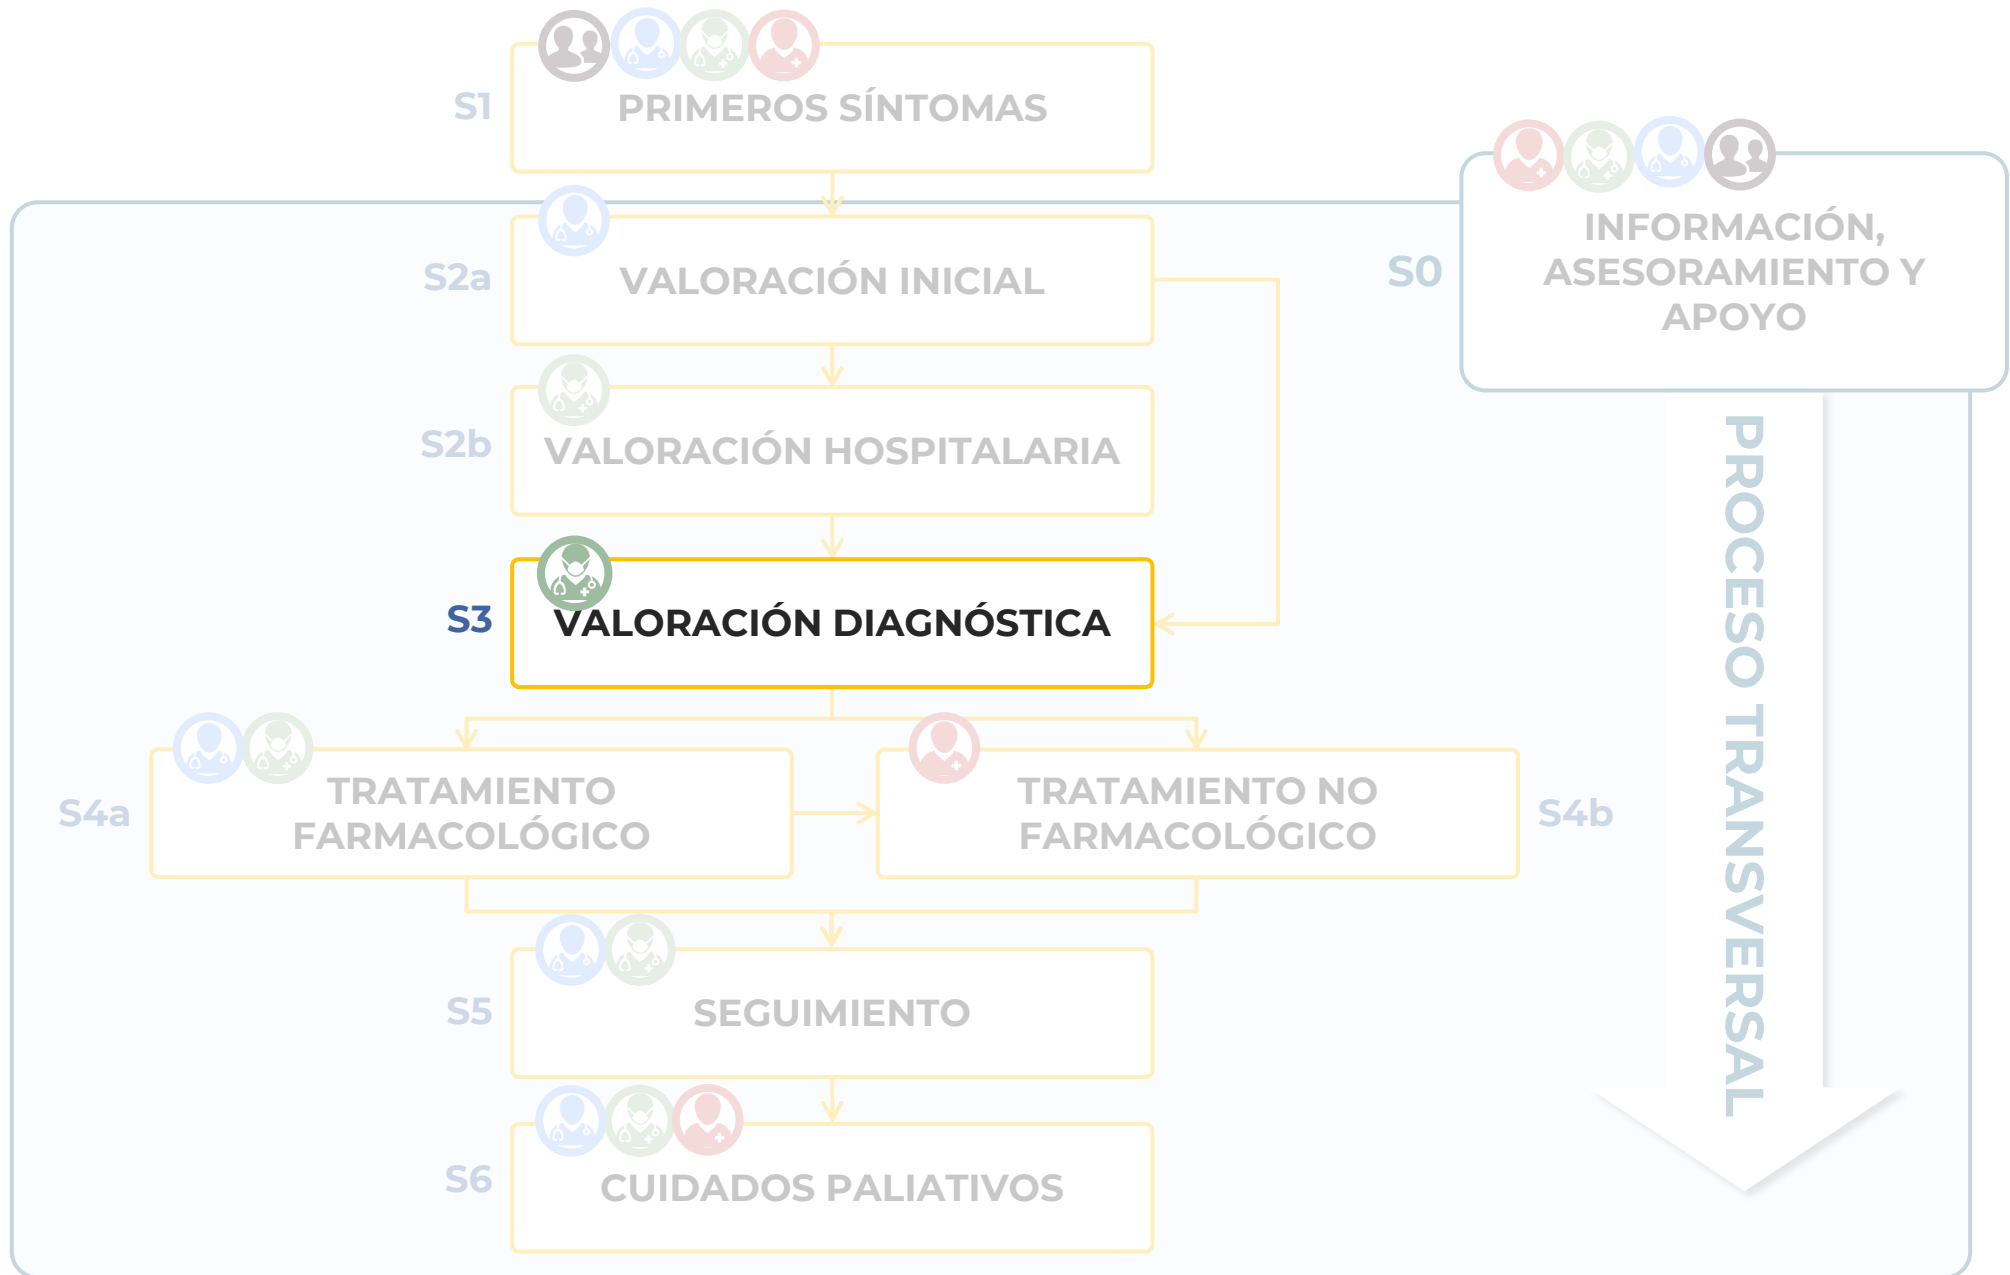 S1
PRIMEROS SÍNTOMAS
S0
INFORMACIÓN,
ASESORAMIENTO Y
APOYO
S2a
VALORACIÓN INICIAL
S2b
VALORACIÓN HOSPITALARIA
S3
VALORACIÓN DIAGNÓSTICA
S4a
TRATAMIENTO
FARMACOLÓGICO
TRATAMIENTO NO
FARMACOLÓGICO
S4b
S5
SEGUIMIENTO
S6
CUIDADOS PALIATIVOS
PROCESO TRANSVERSAL